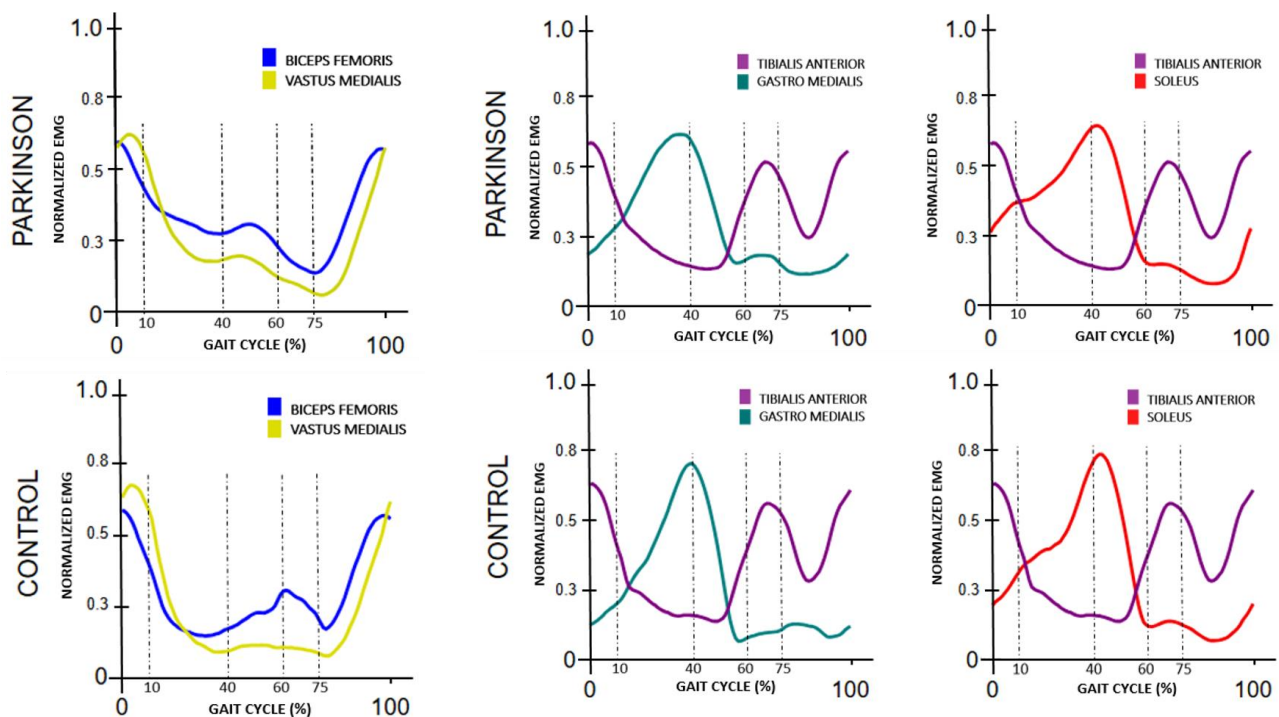 PARKINSON
NORMALIZED EMG
1.0
0.8
0.5
0.3
0
BICEPS FEMORIS
VASTUS MEDIALIS
10
40
60
75
0
GAIT CYCLE (%)
100
PARKINSON
NORMALIZED EMG
1.0
0.8
0.5
0.3
0
TIBIALIS ANTERIOR
GASTRO MEDIALIS
10
40
60
75
0
GAIT CYCLE (%)
100
NORMALIZED EMG
1.0
0.8
0.5
0.3
0
TIBIALIS ANTERIOR
SOLEUS
10
40
60
75
0
GAIT CYCLE (%)
100
CONTROL
NORMALIZED EMG
1.0
0.8
0.5
0.3
0
BICEPS FEMORIS
VASTUS MEDIALIS
10
40
60
75
0
GAIT CYCLE (%)
100
CONTROL
NORMALIZED EMG
1.0
0.8
0.5
0.3
0
TIBIALIS ANTERIOR
GASTRO MEDIALIS
10
40
60
75
0
GAIT CYCLE (%)
100
NORMALIZED EMG
1.0
0.8
0.5
0.3
0
TIBIALIS ANTERIOR
SOLEUS
10
40
60
75
0
GAIT CYCLE (%)
100